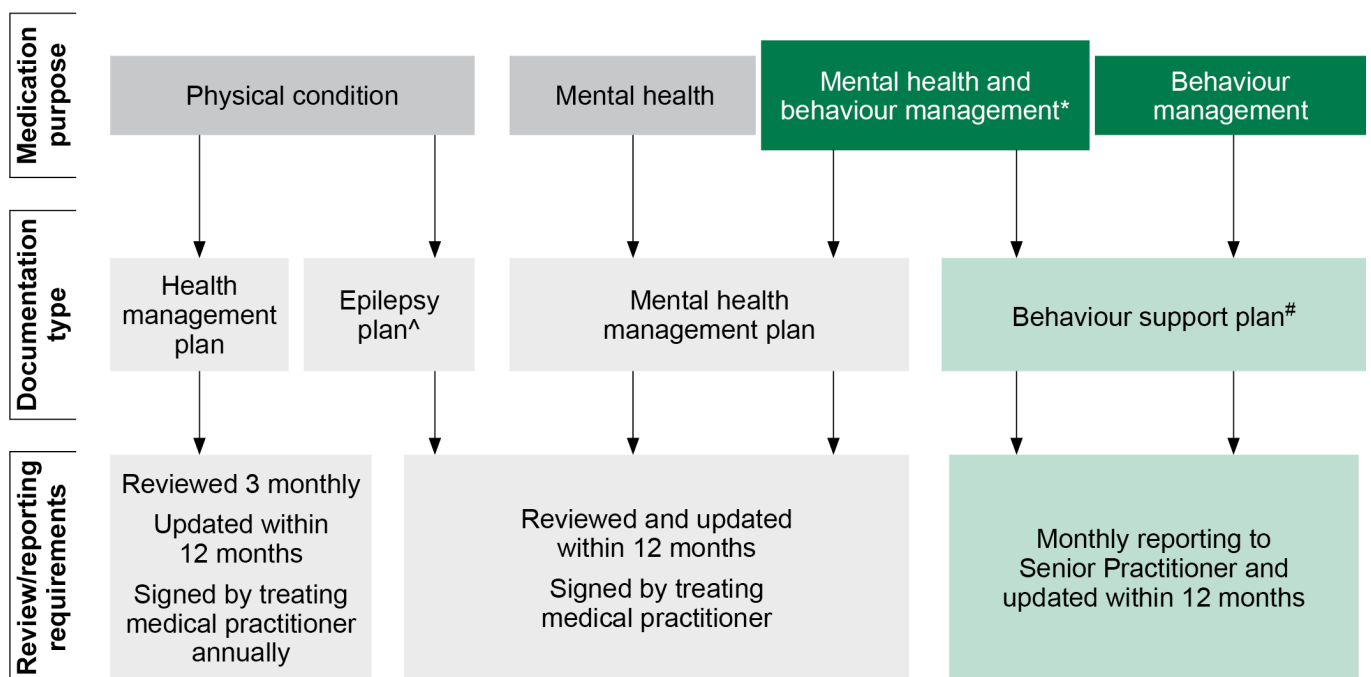 Medication
purpose
Physical condition
Mental health
Mental health and
behaviour management*
Behaviour
management
Documentation
type
Health
management
plan
Epilepsy
plan^
Mental health
management plan
Behaviour support plan#
Review/reporting
requirements
Reviewed 3 monthly
Updated within
12 months
Signed by treating
medical practitioner
annually
Reviewed and updated
within 12 months
Signed by treating
medical practitioner
Monthly reporting to
Senior Practitioner and
updated within 12 months